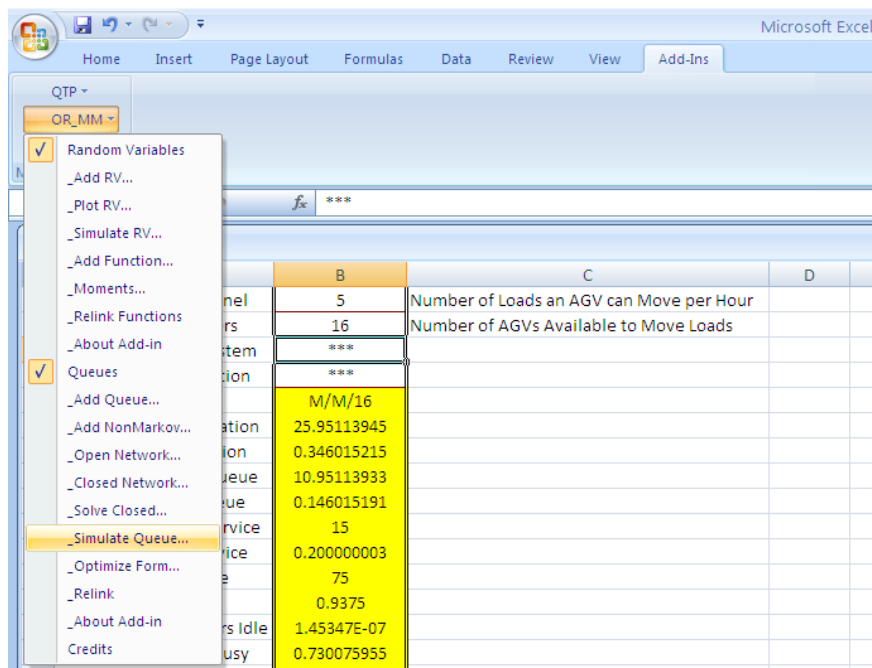 Microsoft Excel
Home Insert Page Layout Formulas Data Review View Add-Ins
QTP
OR_MM
Random Variables
_Add RV...
_Plot RV...
_Simulate RV...
_Add Function...
_Moments...
_Relink Functions
_About Add-in
Queues
_Add Queue...
_Add NonMarkov...
_Open Network...
_Closed Network...
_Solve Closed...
_Simulate Queue...
_Optimize Form...
_Relink
_About Add-in
Credits
fx ***
B C D
nel 5 Number of Loads an AGV can Move per Hour
rs 16 Number of AGVs Available to Move Loads
stem ***
tion ***
M/M/16
ation 25.95113945
ion 0.346015215
ueue 10.95113933
ue 0.146015191
rvice 15
ice 0.200000003
e 75
0.9375
rs Idle 1.45347E-07
usy 0.730075955